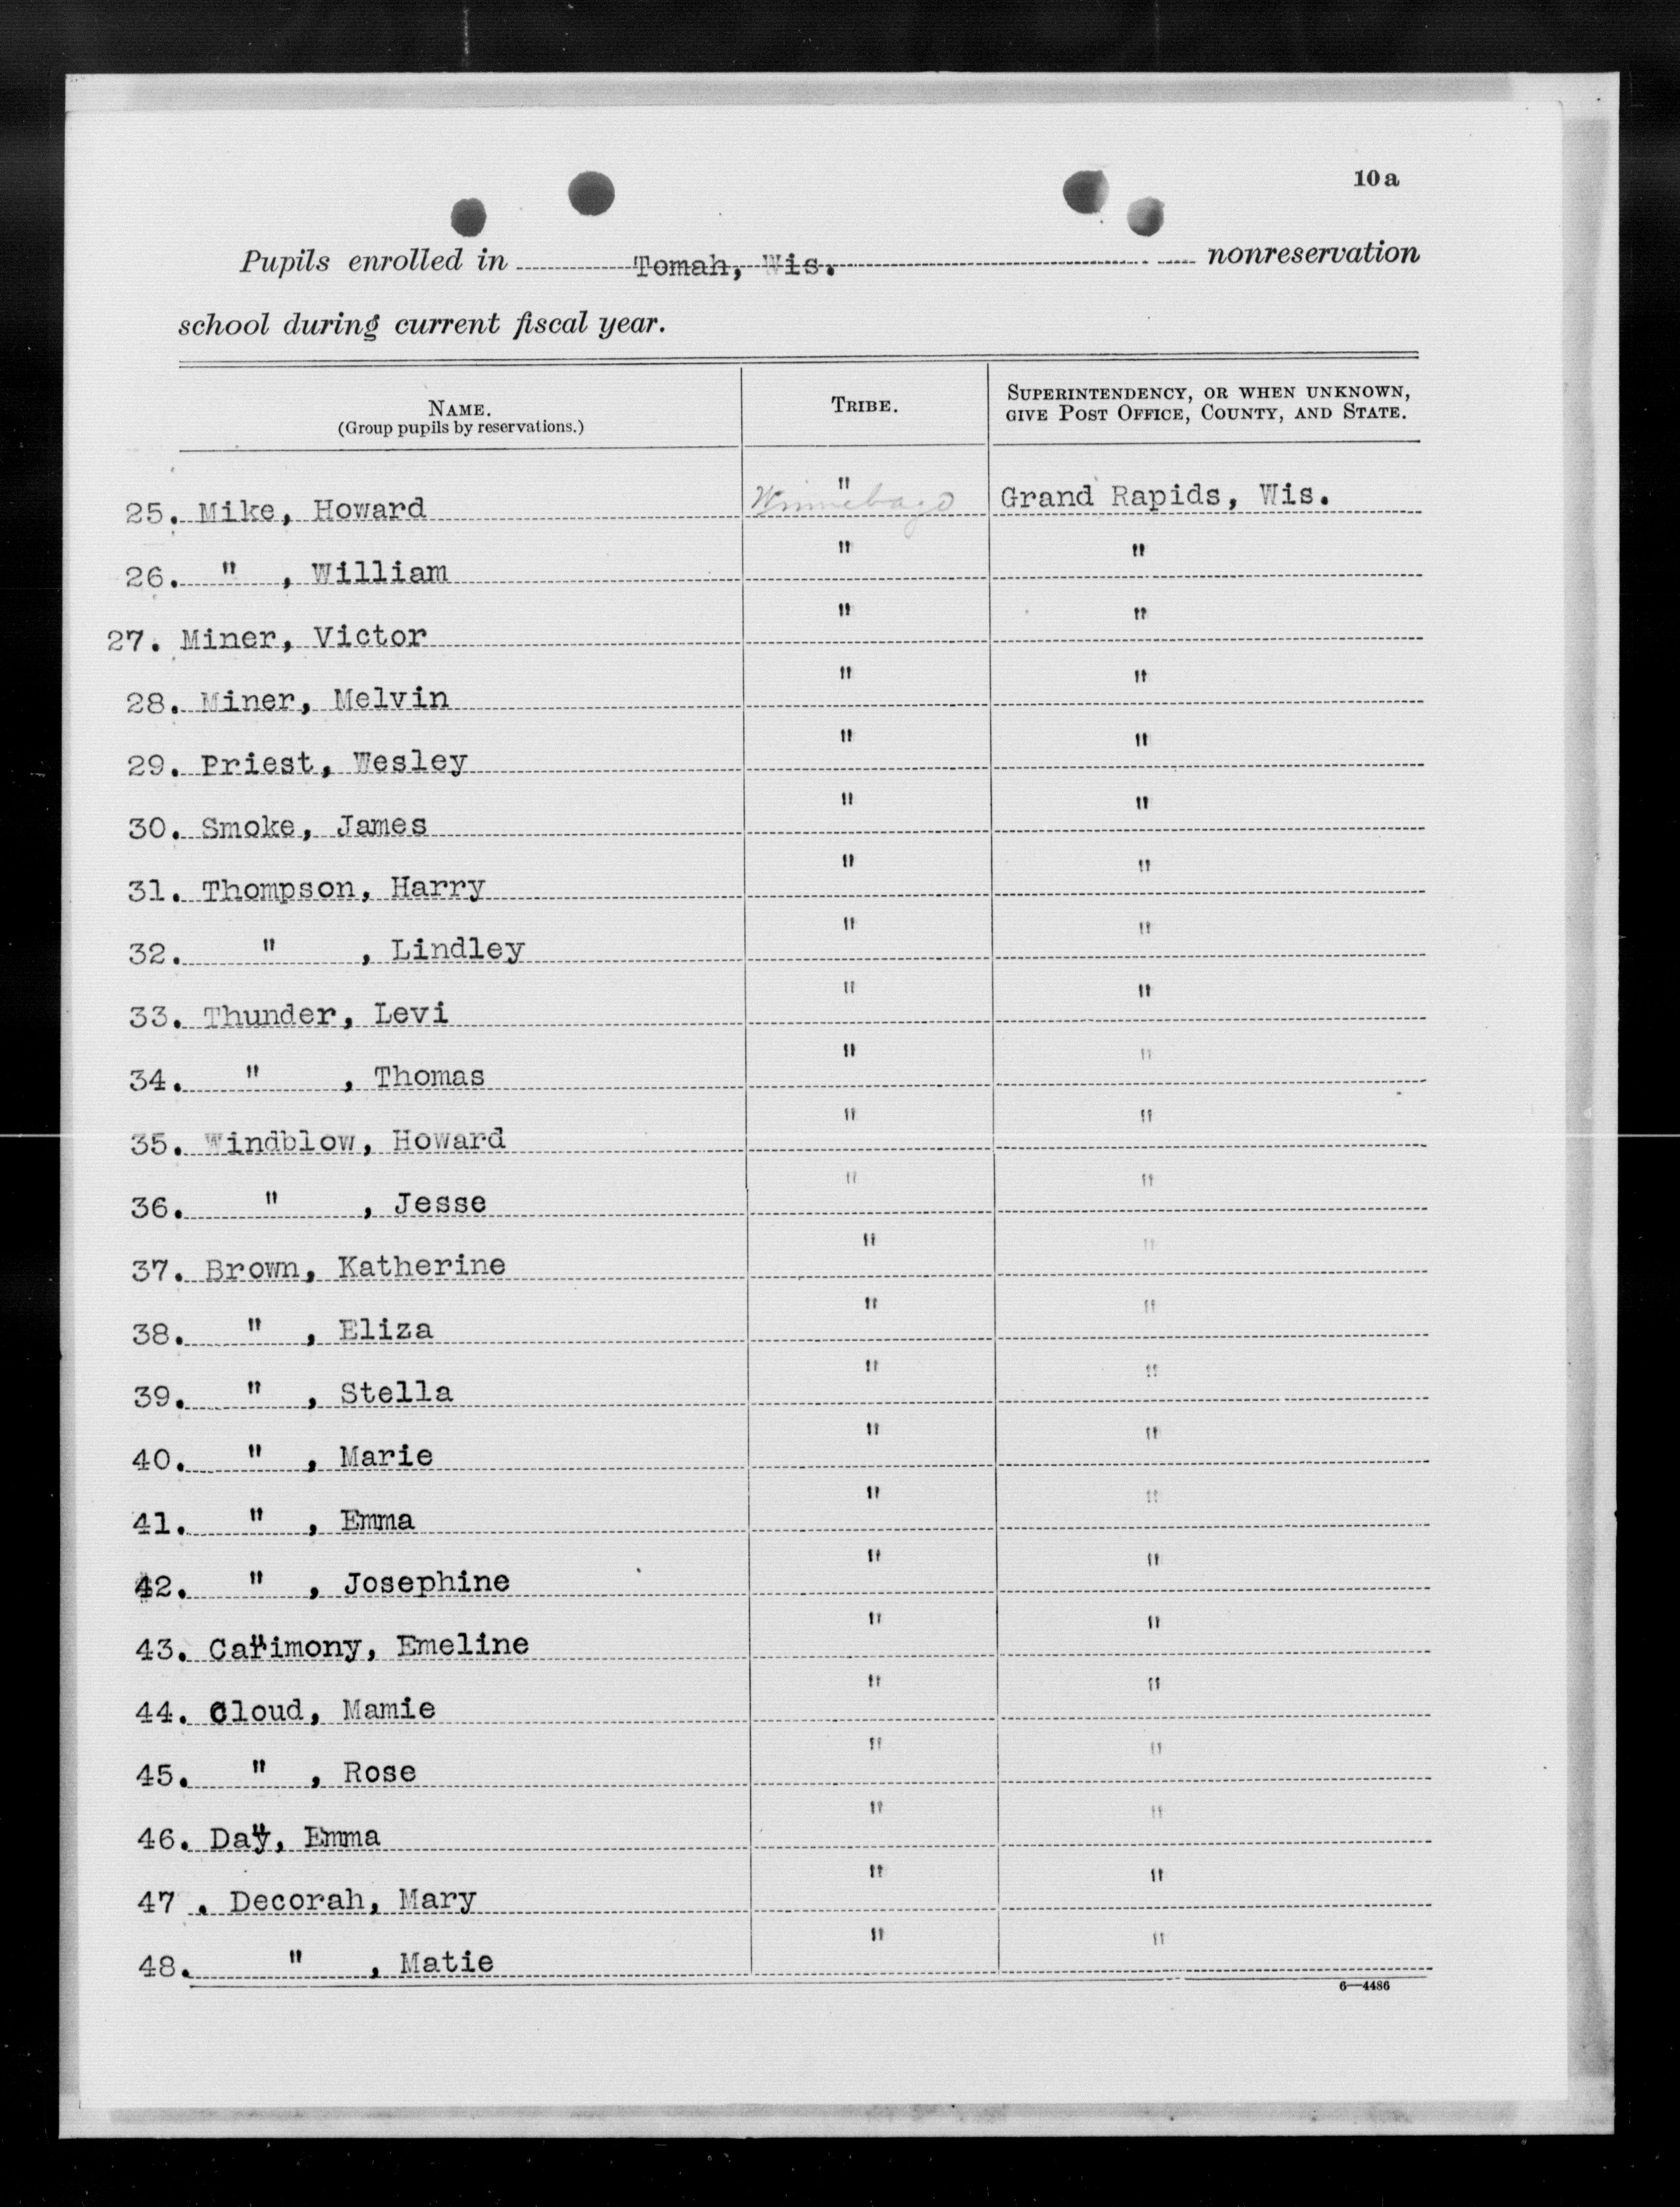 10a
Pupils enrolled in Tomah, Wis. nonreservation
school during current fiscal year.
NAME. TRIBE. SUPERINTENDENCY, OR WHEN UNKNOWN,
(Group pupils by reservations.) GIVE POST OFFICE, COUNTY, AND STATE.
25. Mike, Howard " Winnebago Grand Rapids, Wis.
26. " , William " "
27. Miner, Victor " "
28. Miner, Melvin " "
29. Priest, Wesley " "
30. Smoke, James " "
31. Thompson, Harry " "
32. " , Lindley " "
33. Thunder, Levi " "
34. " , Thomas " "
35. Windblow, Howard " "
36. " , Jesse " "
37. Brown, Katherine " "
38. " , Eliza " "
39. " , Stella " "
40. " , Marie " "
41. " , Emma " "
42. " , Josephine " "
43. Carimony, Emeline " "
44. Cloud, Mamie " "
45. " , Rose " "
46. Day, Emma " "
47 . Decorah, Mary " "
48. " , Matie " "
6—4486